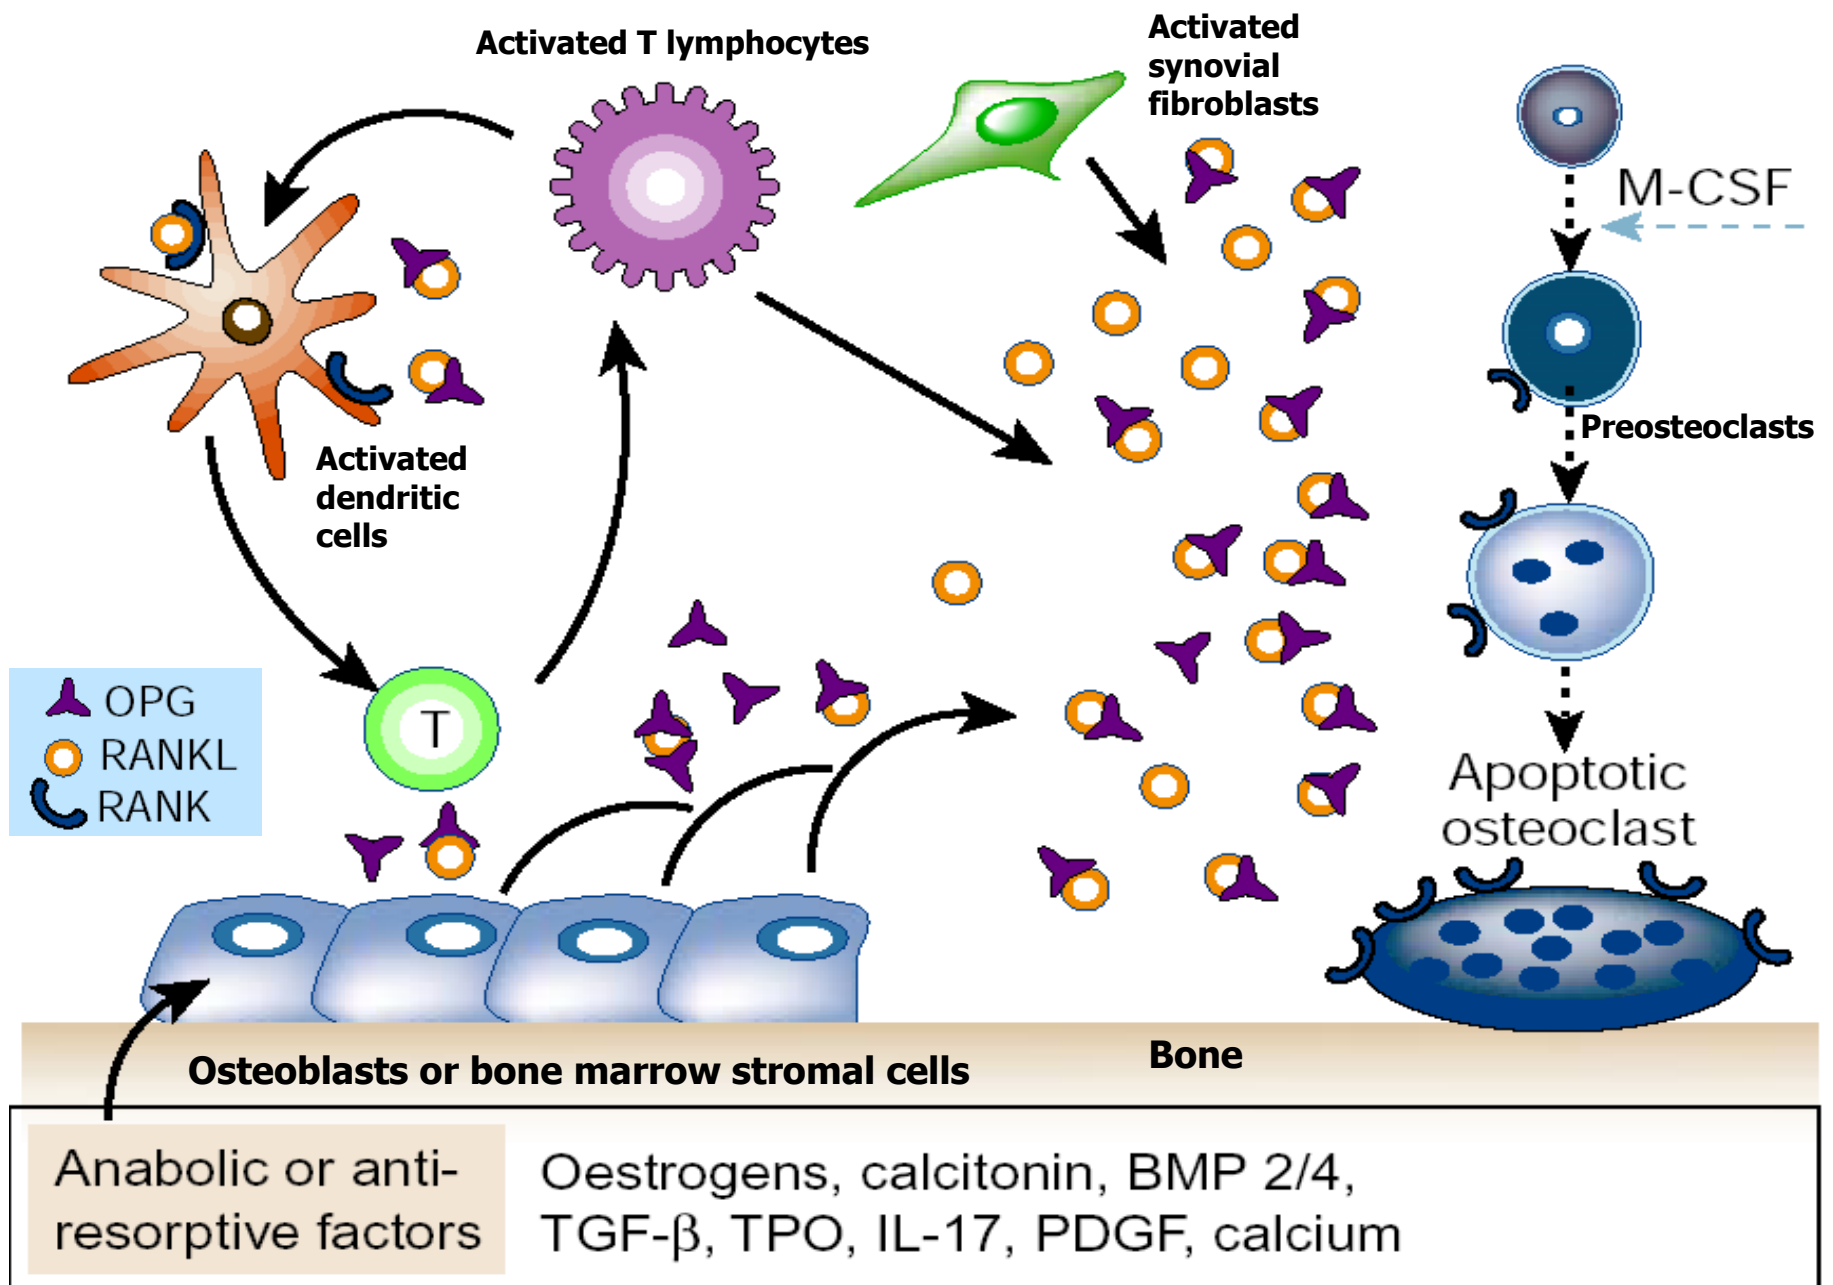 Activated T lymphocytes
Activated
synovial
fibroblasts
M-CSF
Preosteoclasts
Activated
dendritic
cells
T
OPG
RANKL
RANK
Apoptotic
osteoclast
Osteoblasts or bone marrow stromal cells
Bone
Anabolic or anti-
resorptive factors
Oestrogens, calcitonin, BMP 2/4,
TGF-β, TPO, IL-17, PDGF, calcium